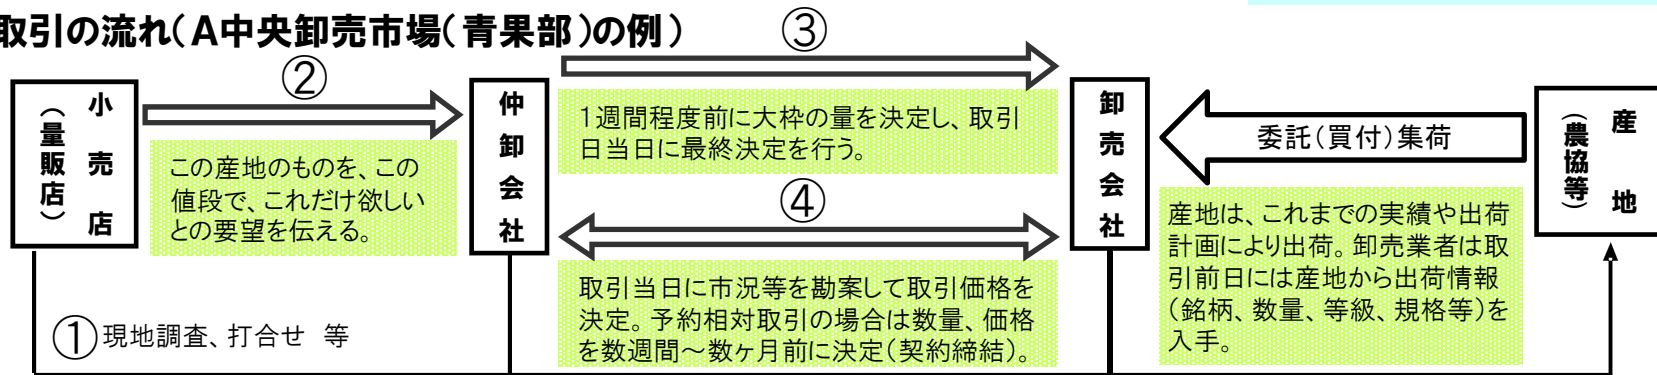 取引の流れ(A中央卸売市場(青果部)の例)
③
②
小売店
(量販店)
仲卸会社
卸売会社
産地
(農協等)
1週間程度前に大枠の量を決定し、取引
日当日に最終決定を行う。
委託(買付)集荷
この産地のものを、この
値段で、これだけ欲しい
との要望を伝える。
④
産地は、これまでの実績や出荷
計画により出荷。卸売業者は取
引前日には産地から出荷情報
(銘柄、数量、等級、規格等)を
入手。
取引当日に市況等を勘案して取引価格を
決定。予約相対取引の場合は数量、価格
を数週間~数ヶ月前に決定(契約締結)。
①現地調査、打合せ 等